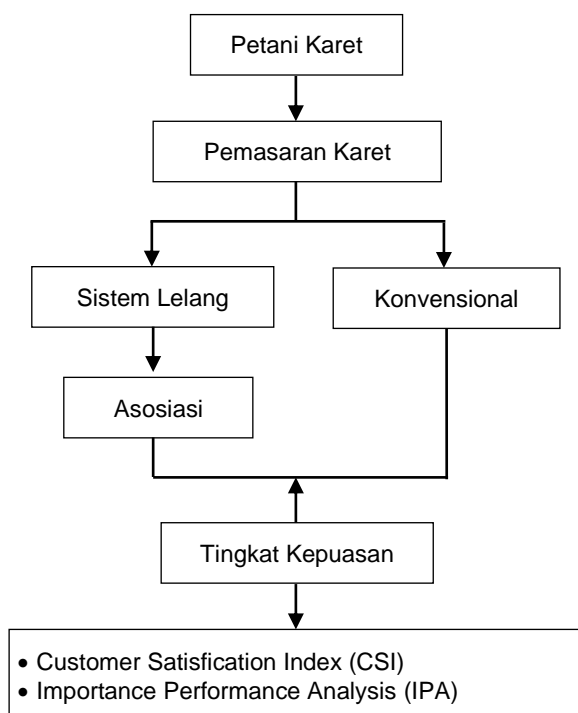 Petani Karet
Pemasaran Karet
Sistem Lelang
Konvensional
Asosiasi
Tingkat Kepuasan
• Customer Satisfication Index (CSI)
• Importance Performance Analysis (IPA)